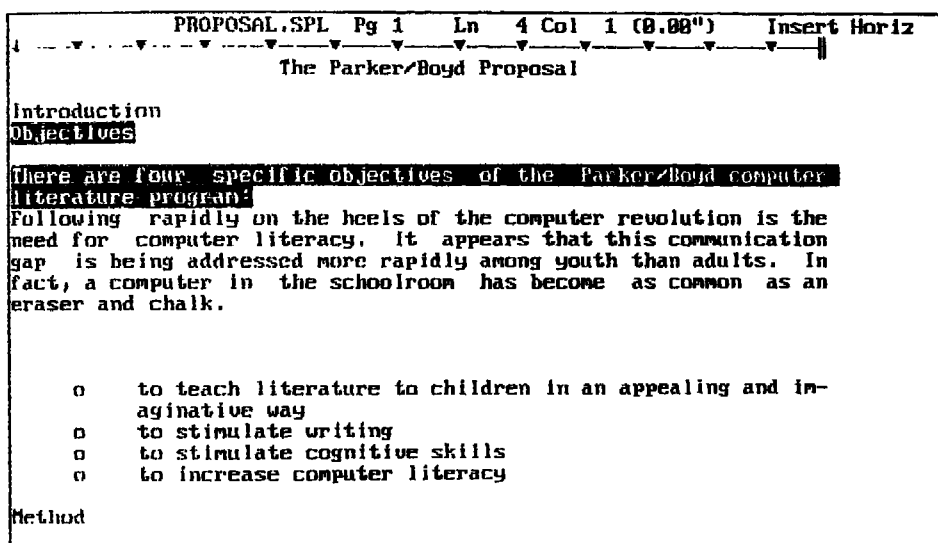 PROPOSAL.SPL Pg 1 Ln 4 Col 1 (0.00") Insert Horiz
The Parker/Boyd Proposal
Introduction
Objectives
There are four specific objectives of the Parker/Boyd computer
literature program:
Following rapidly on the heels of the computer revolution is the
need for computer literacy. It appears that this communication
gap is being addressed more rapidly among youth than adults. In
fact, a computer in the schoolroom has become as common as an
eraser and chalk.
o to teach literature to children in an appealing and im-
aginative way
o to stimulate writing
o to stimulate cognitive skills
o to increase computer literacy
Method